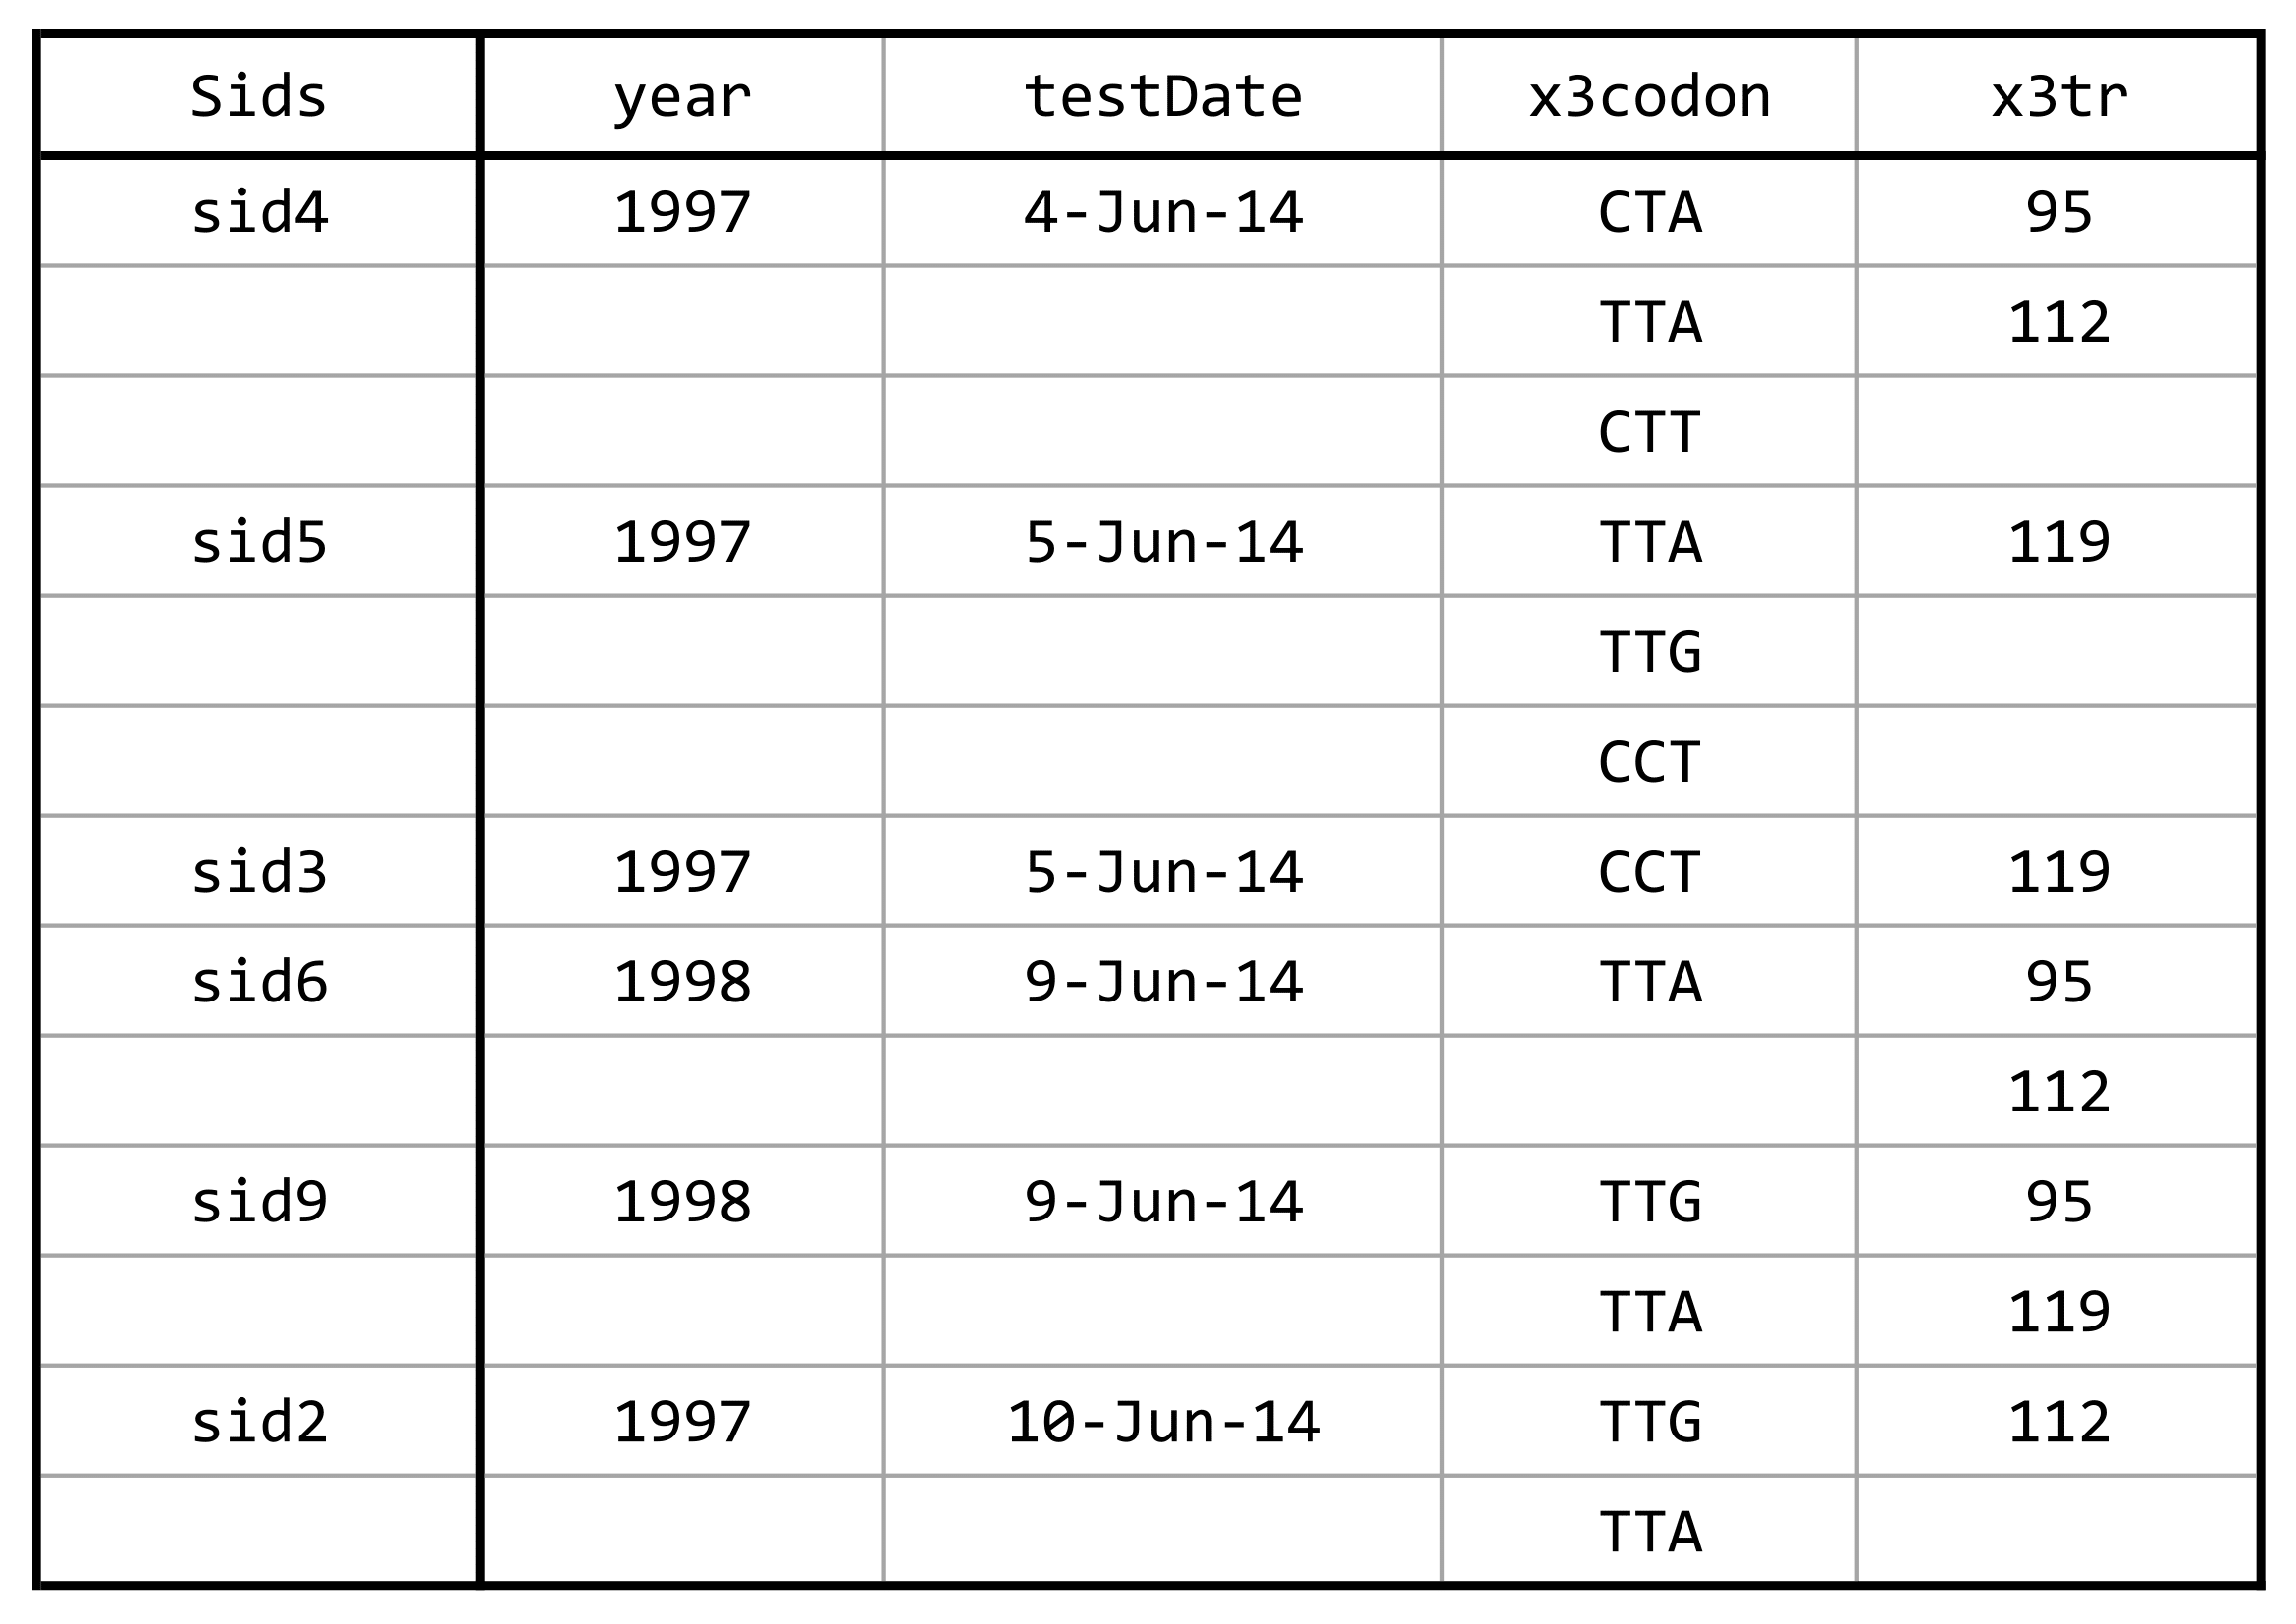 Sids year testDate x3codon x3tr
sid4 1997 4-Jun-14 CTA 95
TTA 112
CTT
sid5 1997 5-Jun-14 TTA 119
TTG
CCT
sid3 1997 5-Jun-14 CCT 119
sid6 1998 9-Jun-14 TTA 95
112
sid9 1998 9-Jun-14 TTG 95
TTA 119
sid2 1997 10-Jun-14 TTG 112
TTA